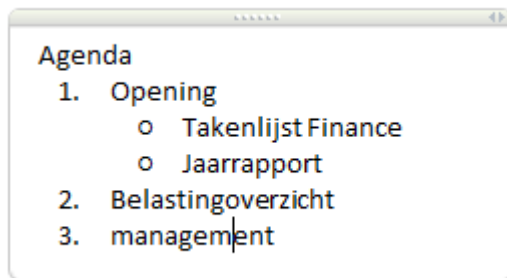 Agenda
1. Opening
o Takenlijst Finance
o Jaarrapport
2. Belastingoverzicht
3. management